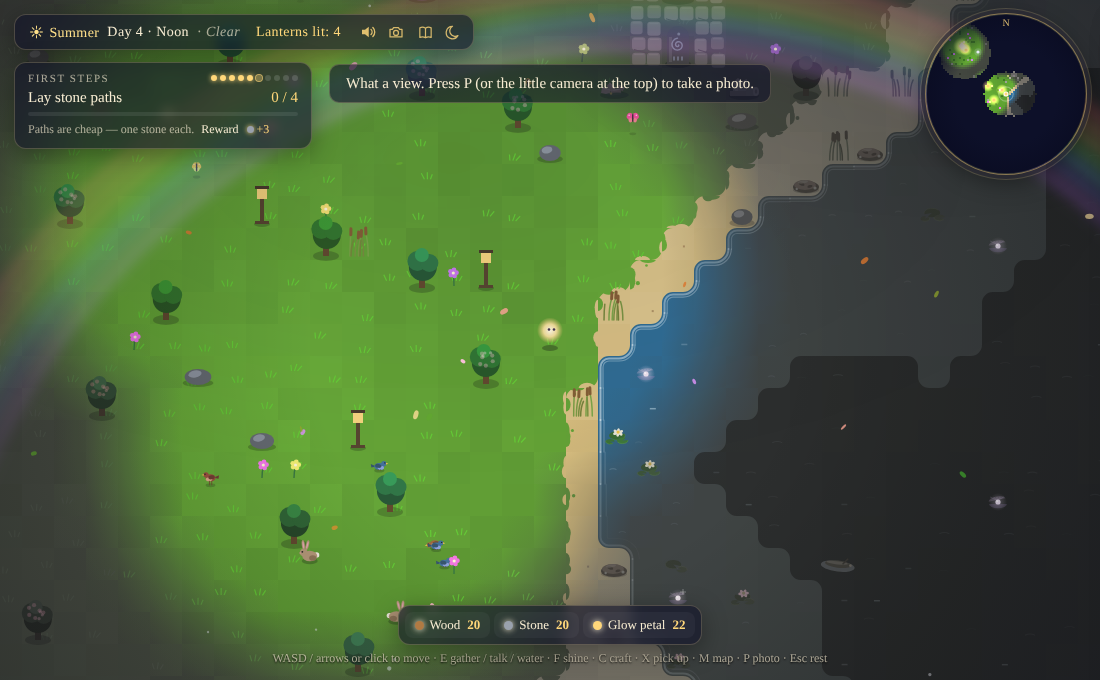 Summer Day 4 · Noon · Clear Lanterns lit: 4
N
FIRST STEPS
Lay stone paths 0 / 4
Paths are cheap — one stone each. Reward +3
What a view. Press P (or the little camera at the top) to take a photo.
Wood 20 Stone 20 Glow petal 22
WASD / arrows or click to move · E gather / talk / water · F shine · C craft · X pick up · M map · P photo · Esc rest